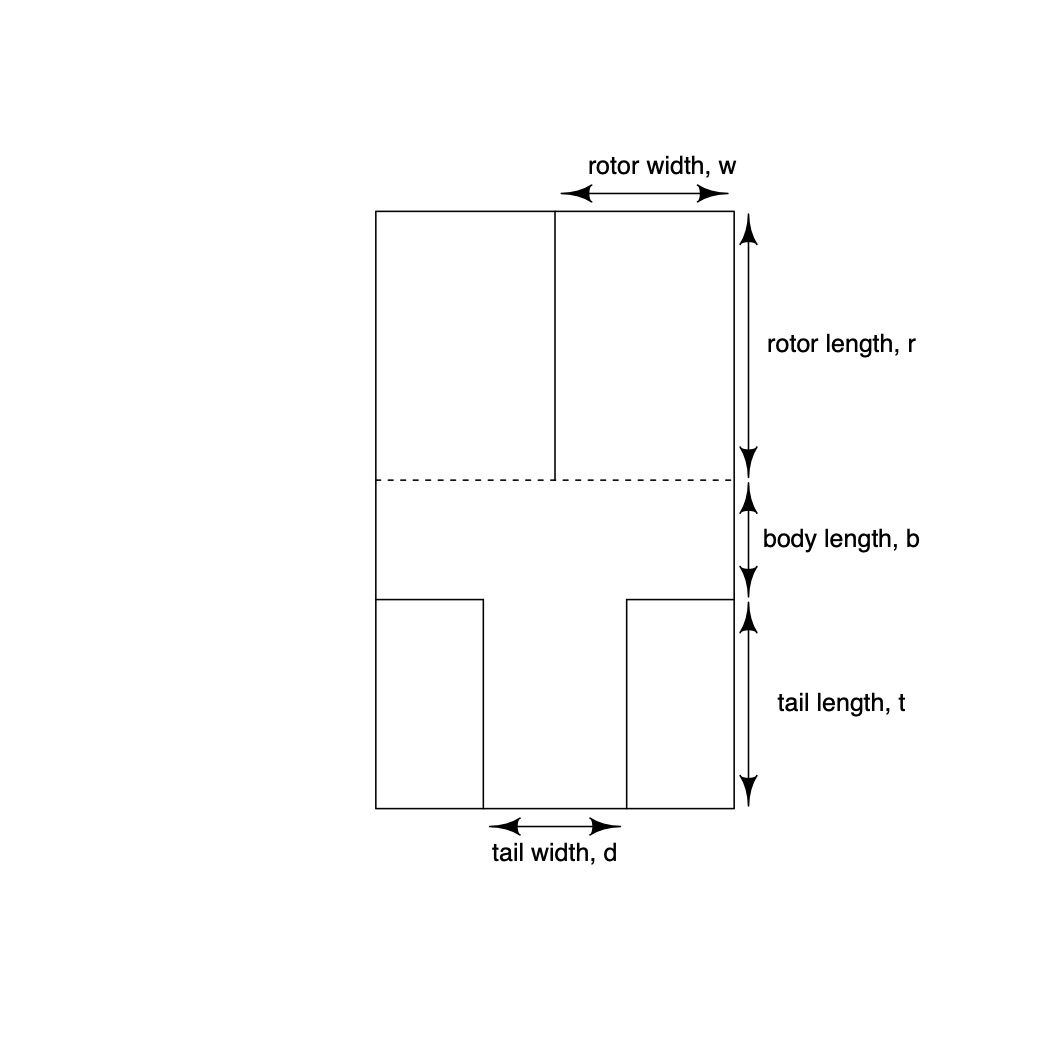 rotor width, w
rotor length, r
body length, b
tail length, t
tail width, d